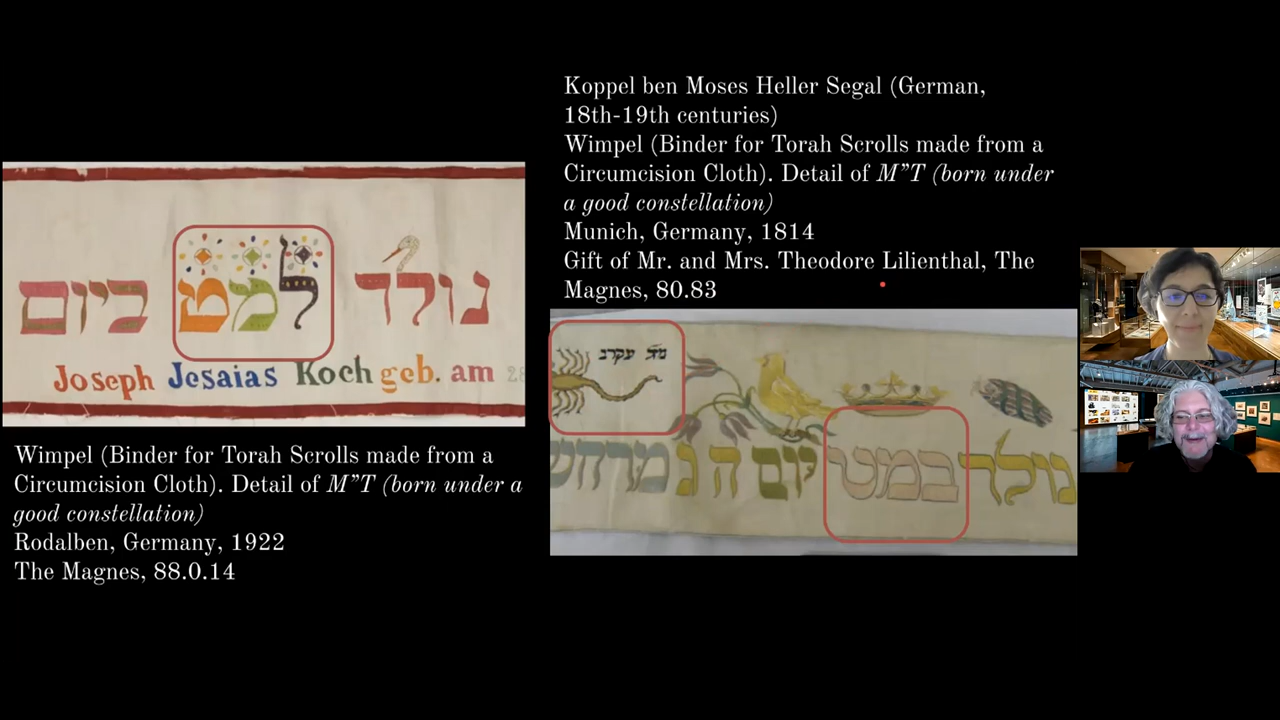 נולד למט ביום
Joseph Jesaias Koch geb. am
Wimpel (Binder for Torah Scrolls made from a
Circumcision Cloth). Detail of M”T (born under a
good constellation)
Rodalben, Germany, 1922
The Magnes, 88.0.14
Koppel ben Moses Heller Segal (German,
18th-19th centuries)
Wimpel (Binder for Torah Scrolls made from a
Circumcision Cloth). Detail of M”T (born under
a good constellation)
Munich, Germany, 1814
Gift of Mr. and Mrs. Theodore Lilienthal, The
Magnes, 80.83
מזל עקרב
נולד במט יום ה ג מרחש